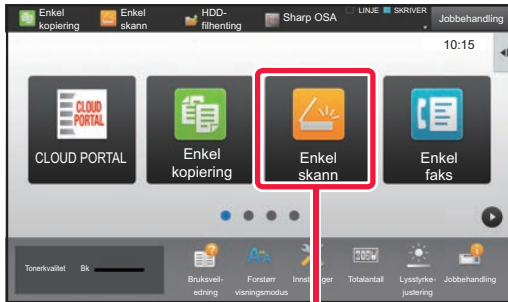 Enkel kopiering
Enkel skann
HDD-filhenting
Sharp OSA
LINJE
SKRIVER
Jobbehandling
10:15
CLOUD PORTAL
CLOUD PORTAL
Enkel
kopiering
Enkel
skann
Enkel
faks
Tonerkvalitet Bk
Bruksveil-
edning
Forstørr
visningsmodus
Innstillinger
Totalantall
Lysstyrke-
justering
Jobbehandling